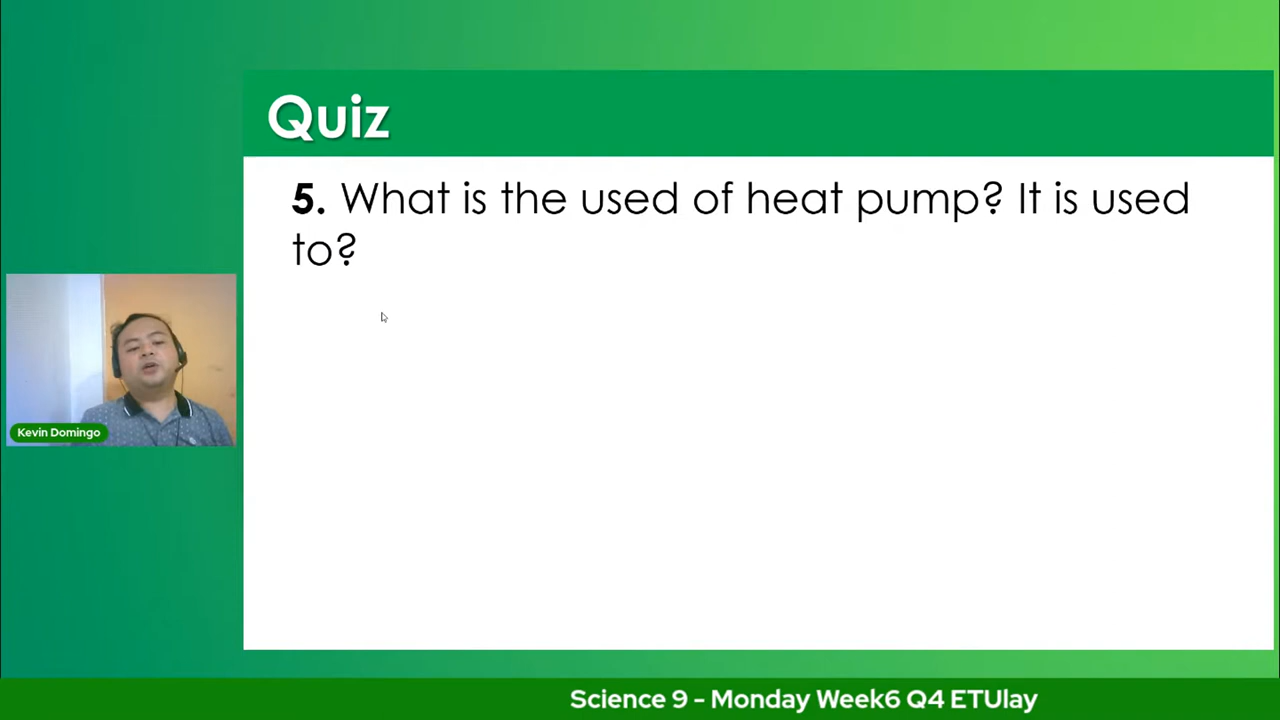 Quiz
5. What is the used of heat pump? It is used
to?
Kevin Domingo
Science 9 - Monday Week6 Q4 ETUlay